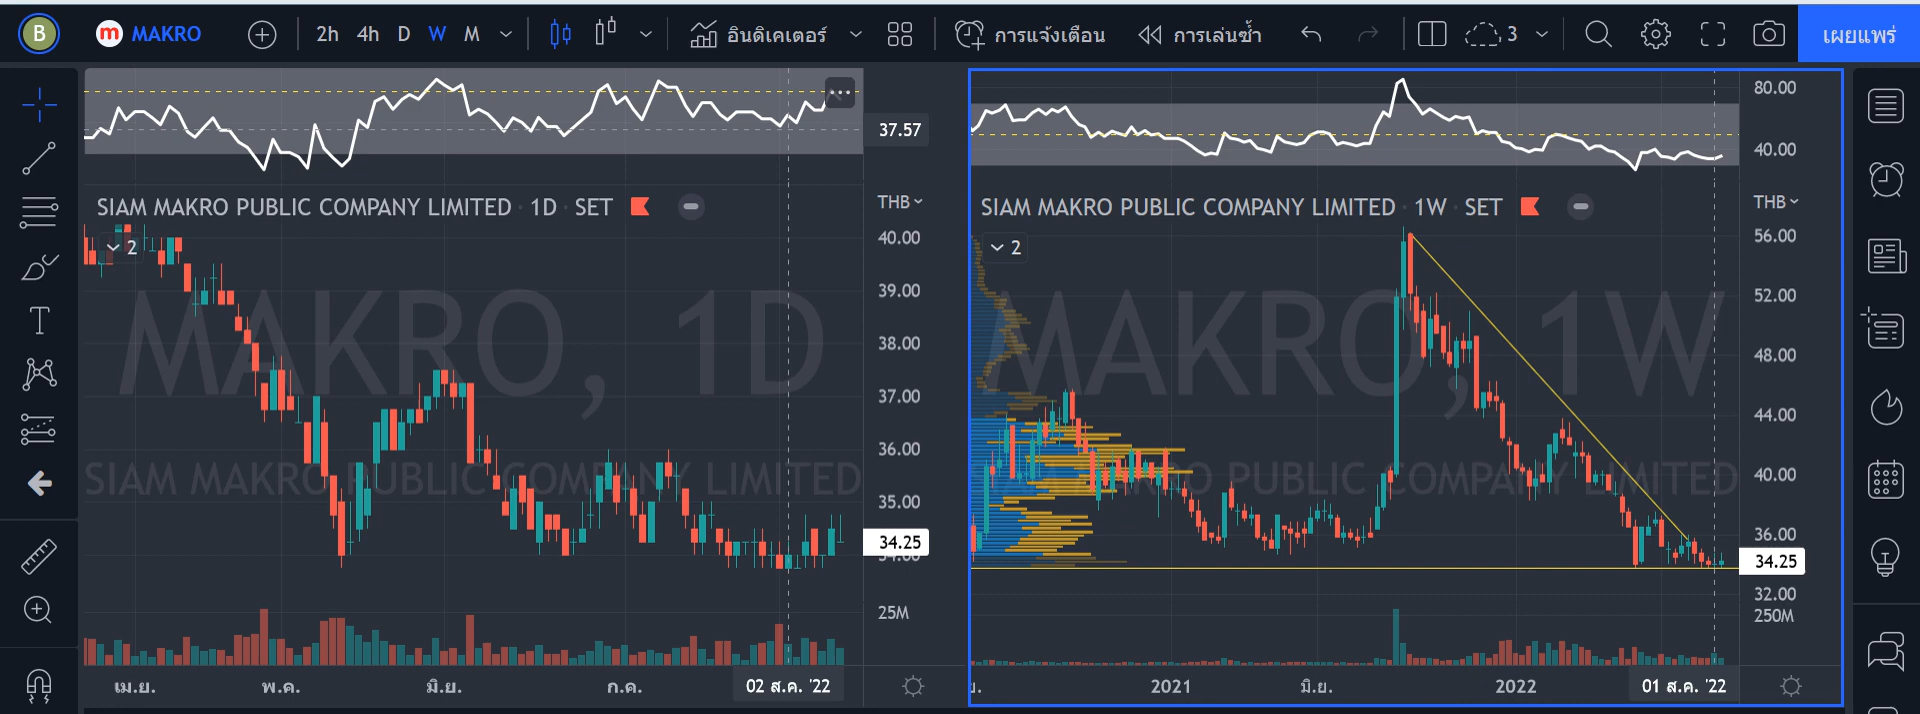 B
m MAKRO
2h 4h D W M
อินดิเคเตอร์
การแจ้งเตือน
การเล่นซ้ำ
3
เผยแพร่
37.57
SIAM MAKRO PUBLIC COMPANY LIMITED · 1D · SET
THB
2
40.00
39.00
38.00
37.00
36.00
35.00
34.25
25M
MAKRO, 1D
SIAM MAKRO PUBLIC COMPANY LIMITED
เม.ย. พ.ค. มิ.ย. ก.ค. 02 ส.ค. '22
80.00
40.00
SIAM MAKRO PUBLIC COMPANY LIMITED · 1W · SET
THB
2
56.00
52.00
48.00
44.00
40.00
36.00
34.25
32.00
250M
MAKRO, 1W
SIAM MAKRO PUBLIC COMPANY LIMITED
2021 มิ.ย. 2022 01 ส.ค. '22
T